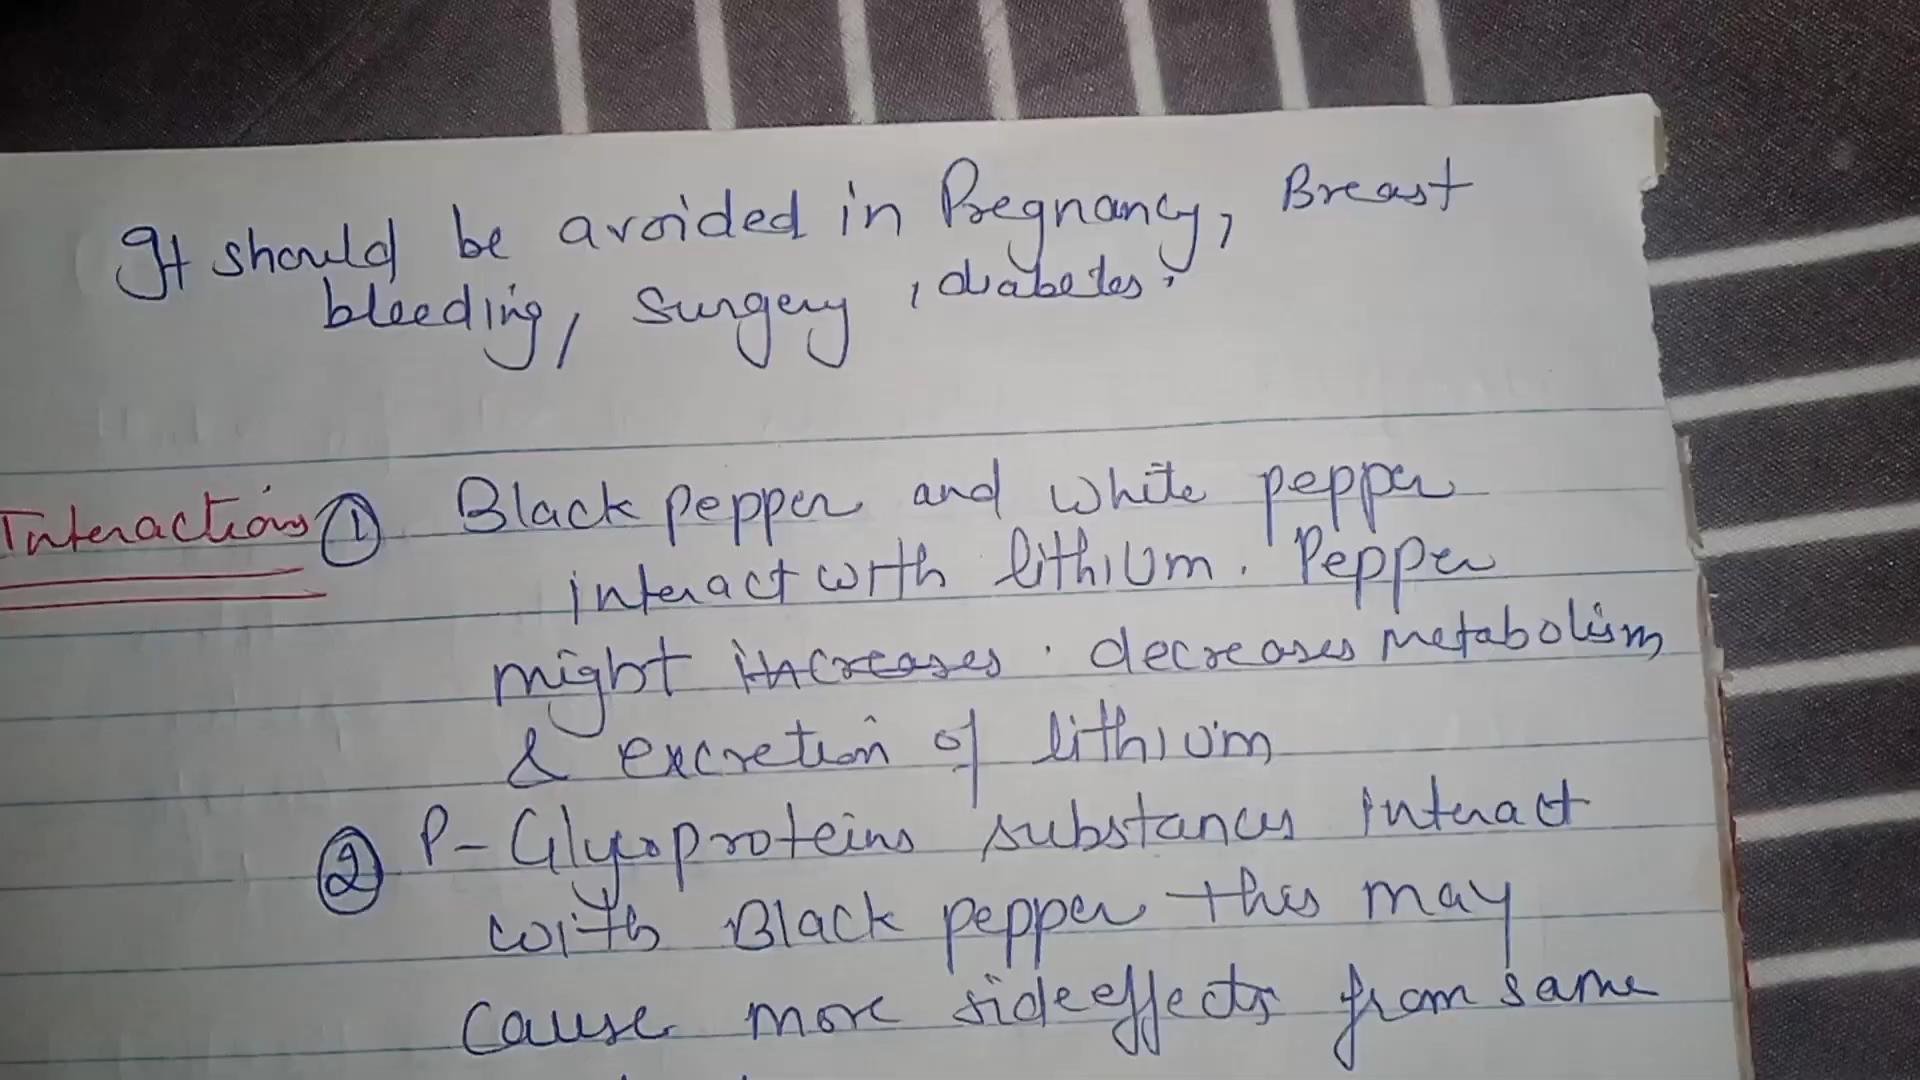 It should be avoided in Pregnancy, Breast
bleeding, surgery, diabetes.
Interactions ① Black pepper and white pepper
interact with lithium. Pepper
might increases. decreases metabolism
& excretion of lithium
② P-Glycoproteins substances interact
with Black pepper this may
cause more sideeffects from same